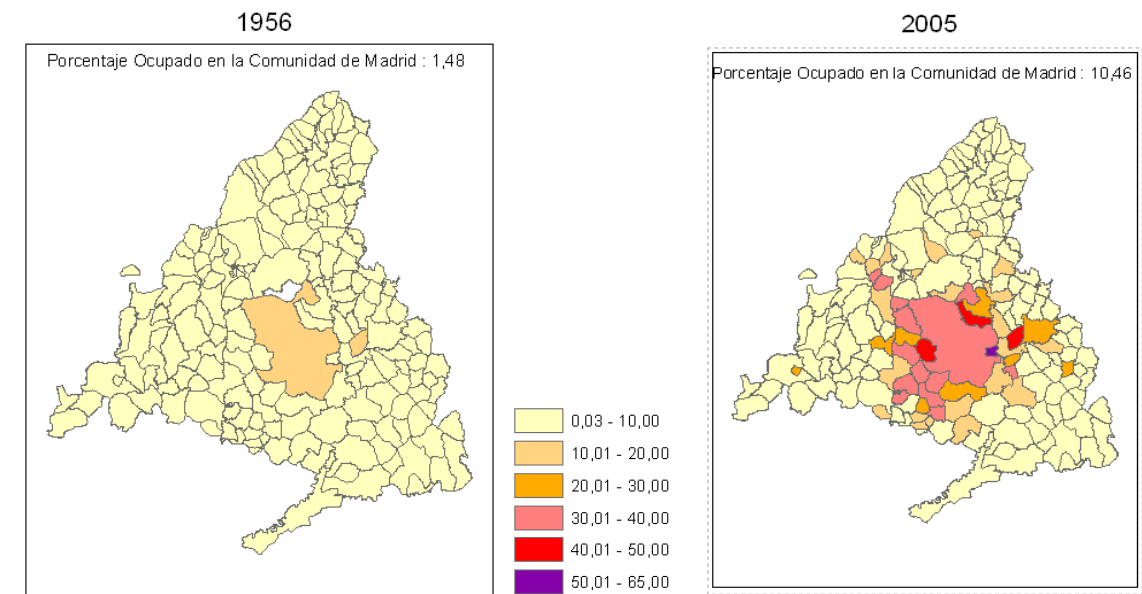 1956
2005
Porcentaje Ocupado en la Comunidad de Madrid : 1,48
Porcentaje Ocupado en la Comunidad de Madrid : 10,46
0,03 - 10,00
10,01 - 20,00
20,01 - 30,00
30,01 - 40,00
40,01 - 50,00
50,01 - 65,00